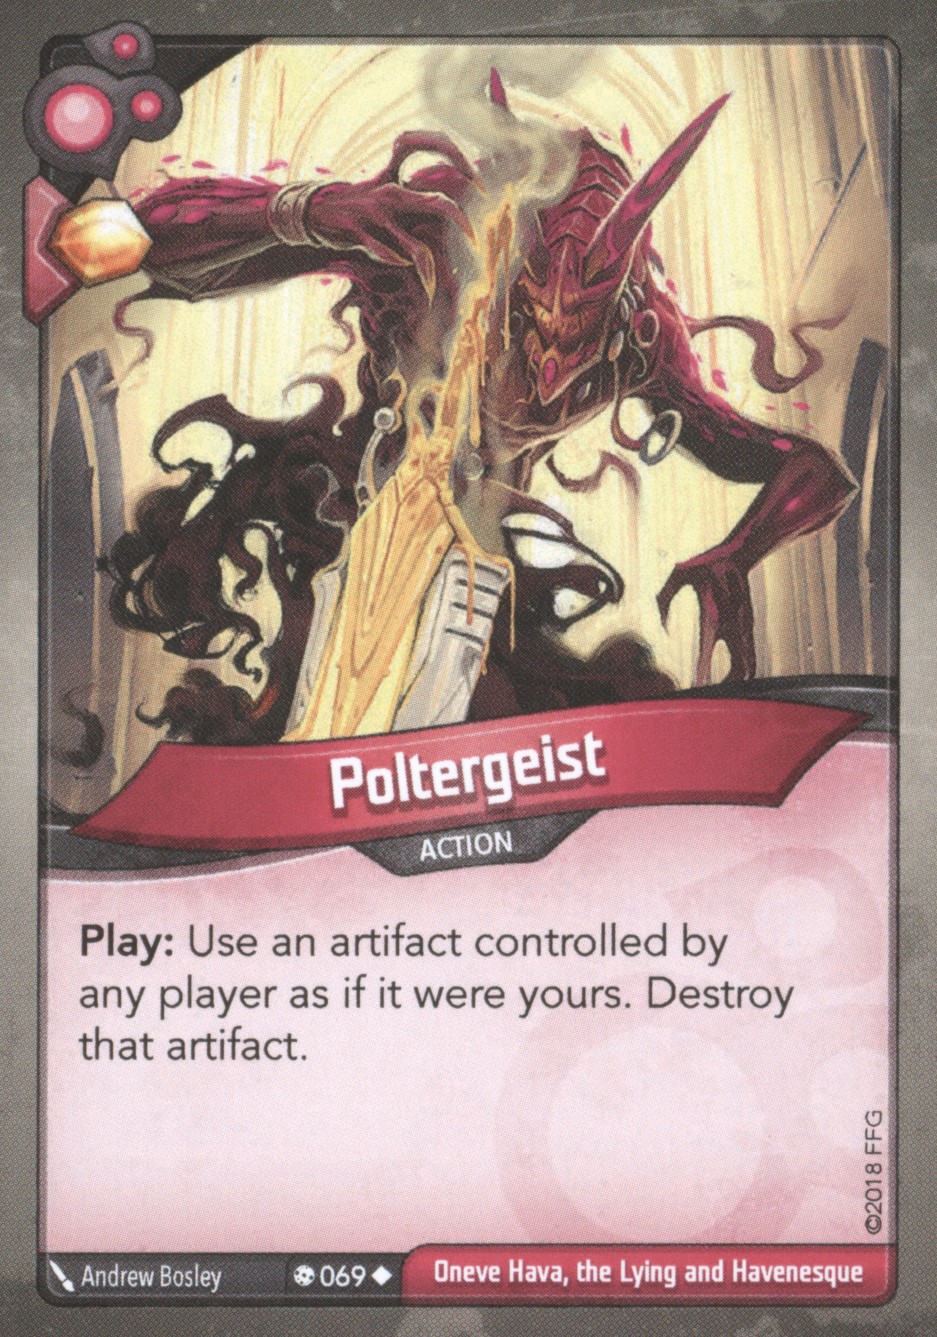 Poltergeist
ACTION
Play: Use an artifact controlled by
any player as if it were yours. Destroy
that artifact.
©2018 FFG
Andrew Bosley
069
Oneve Hava, the Lying and Havenesque